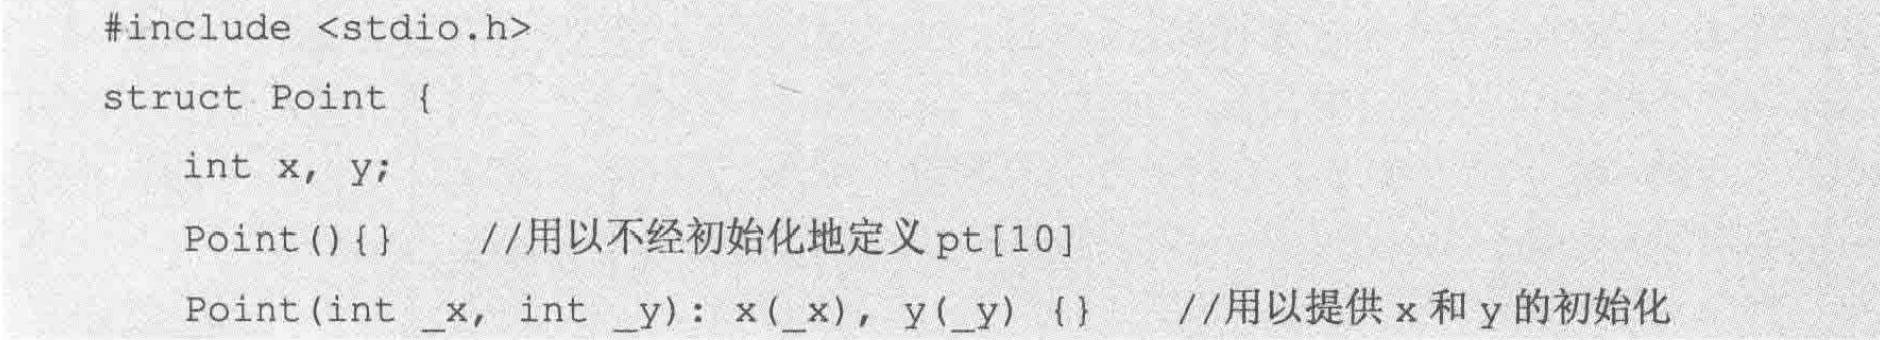 #include <stdio.h>
struct Point {
int x, y;
Point(){} //用以不经初始化地定义 pt[10]
Point(int _x, int _y): x(_x), y(_y) {} //用以提供 x 和 y 的初始化